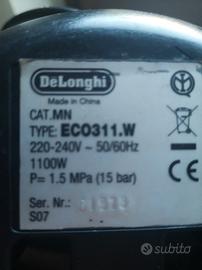 DeLonghi
Made in China
CAT.MN
TYPE: ECO311.W
220-240V ~ 50/60Hz
1100W
P= 1.5 MPa (15 bar)
Ser. Nr.:
S07
subito